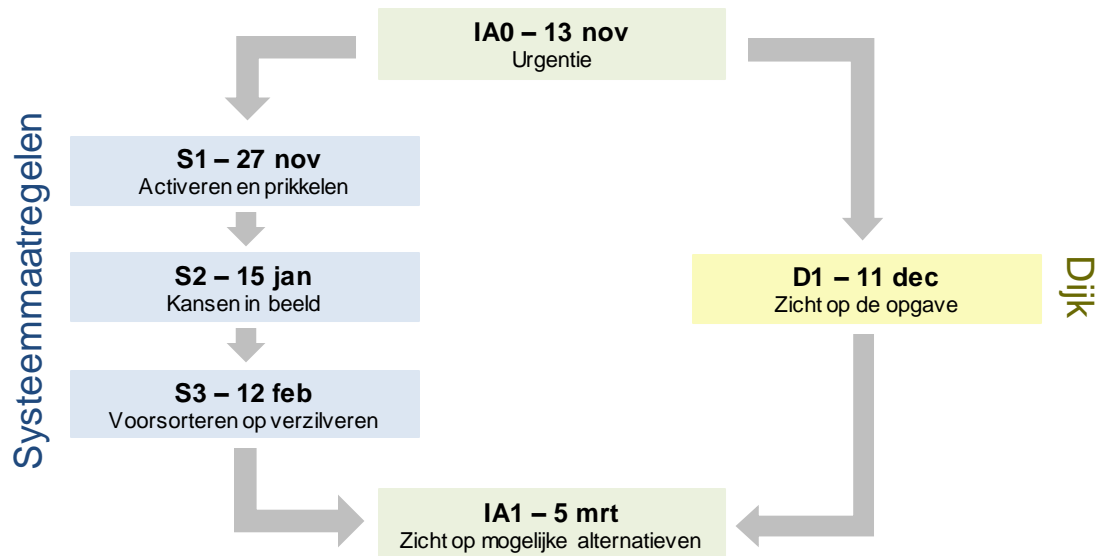 IA0 – 13 nov
Urgentie
Systeemmaatregelen
S1 – 27 nov
Activeren en prikkelen
S2 – 15 jan
Kansen in beeld
S3 – 12 feb
Voorsorteren op verzilveren
D1 – 11 dec
Zicht op de opgave
Dijk
IA1 – 5 mrt
Zicht op mogelijke alternatieven